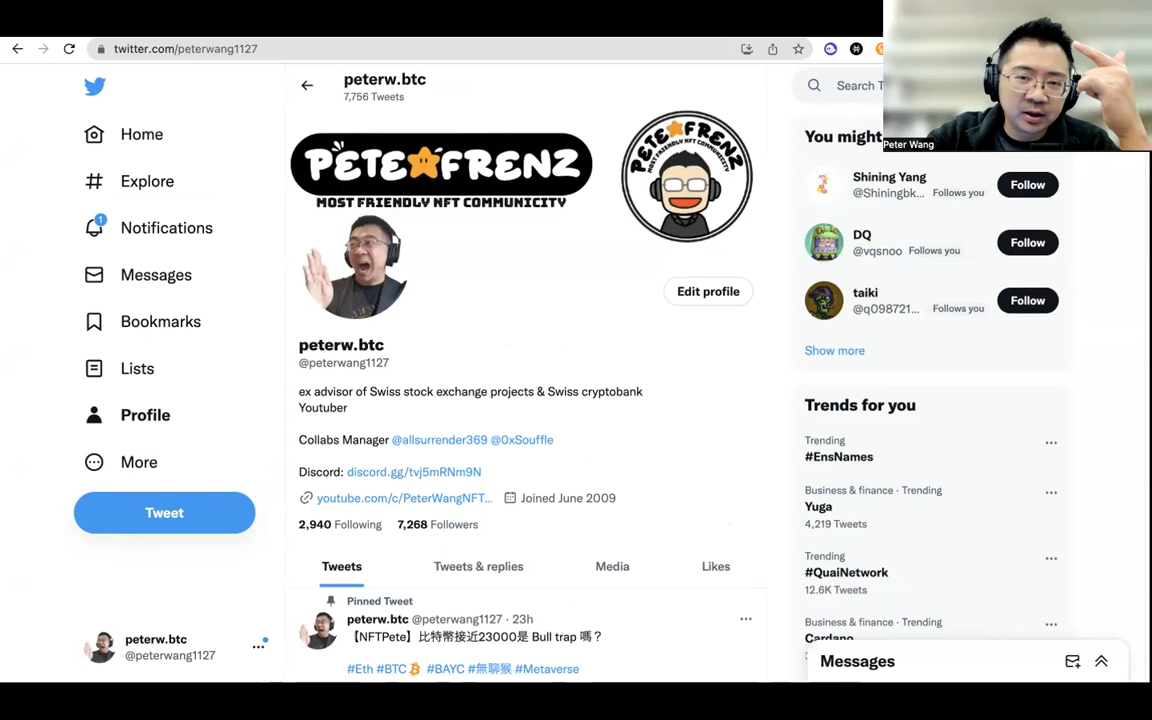 twitter.com/peterwang1127
peterw.btc
7,756 Tweets
Search T
Peter Wang
Home
Explore
1
Notifications
Messages
Bookmarks
Lists
Profile
More
Tweet
peterw.btc
@peterwang1127
PETE FRENZ
MOST FRIENDLY NFT COMMUNICITY
PETE FRENZ
MOST FRIENDLY NFT COMMUNICITY
Edit profile
peterw.btc
@peterwang1127
ex advisor of Swiss stock exchange projects & Swiss cryptobank
Youtuber
Collabs Manager @allsurrender369 @0xSouffle
Discord: discord.gg/tvj5mRNm9N
youtube.com/c/PeterWangNFT... Joined June 2009
2,940 Following 7,268 Followers
Tweets Tweets & replies Media Likes
Pinned Tweet
peterw.btc @peterwang1127 · 23h
【NFTPete】比特幣接近23000是 Bull trap 嗎？
#Eth #BTC #BAYC #無聊猴 #Metaverse
You might
Shining Yang
@Shiningbk... Follows you
Follow
DQ
@vqsnoo Follows you
Follow
taiki
@q098721... Follows you
Follow
Show more
Trends for you
Trending
#EnsNames
Business & finance · Trending
Yuga
4,219 Tweets
Trending
#QuaiNetwork
12.6K Tweets
Business & finance · Trending
Cardano
Messages